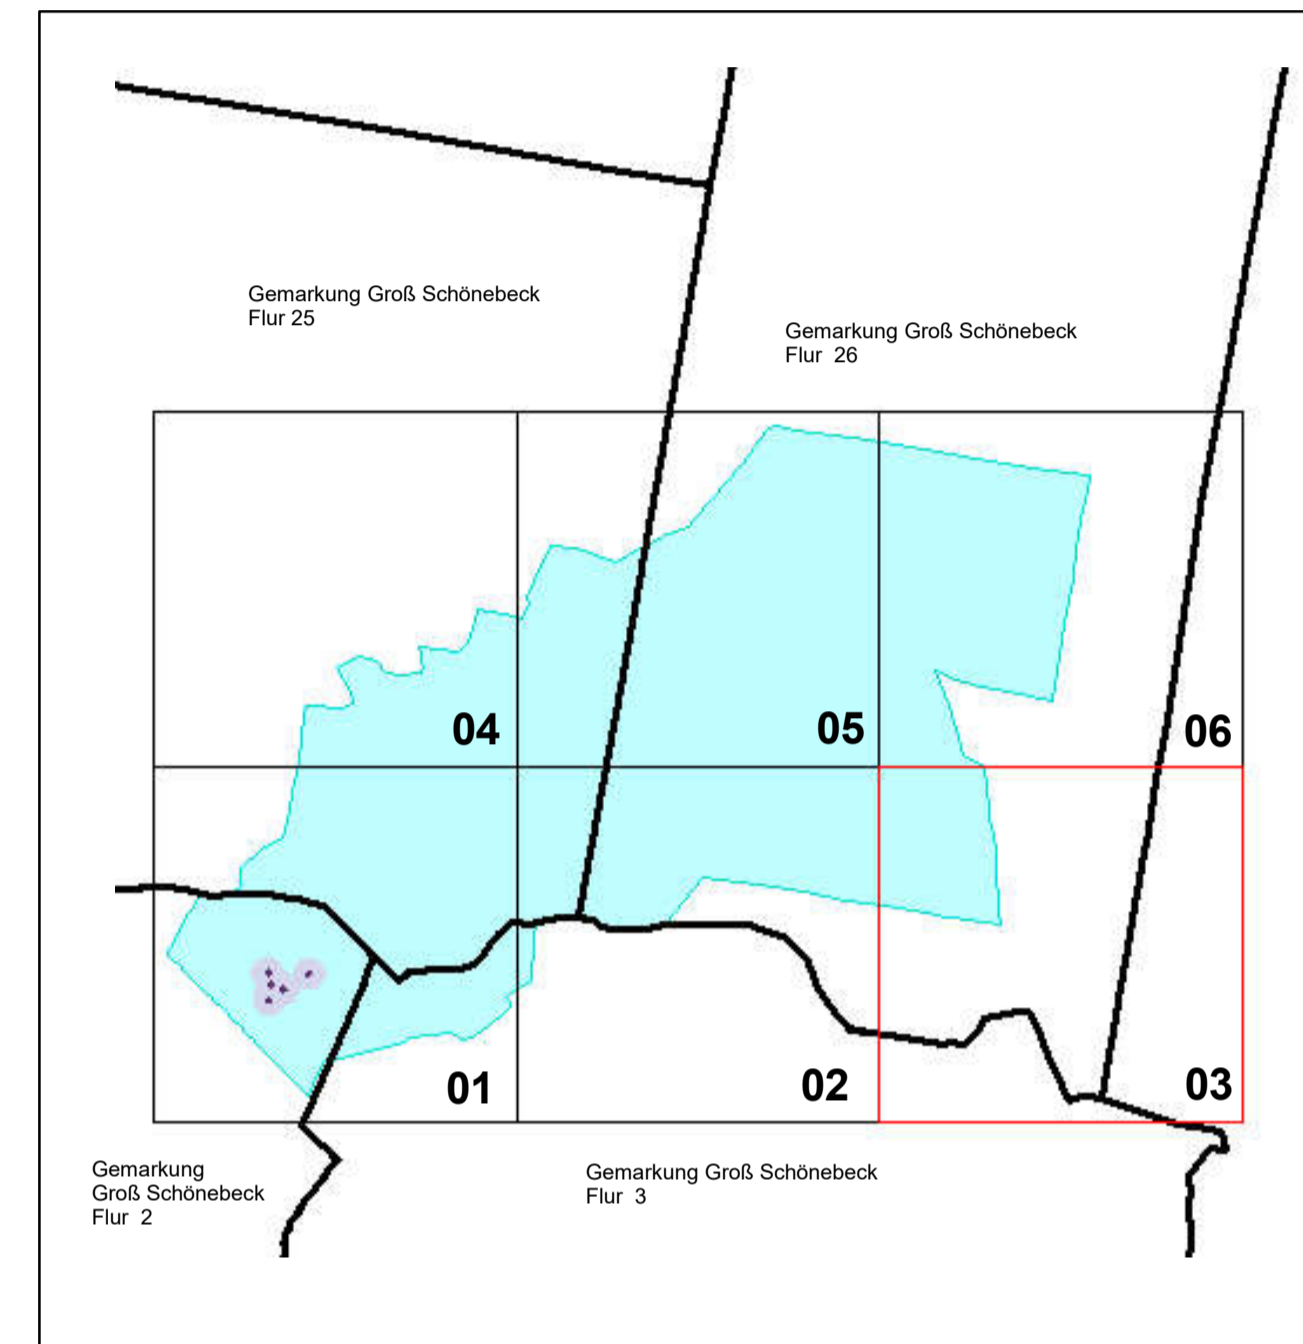 Gemarkung Groß Schönebeck
Flur 25
Gemarkung Groß Schönebeck
Flur 26
04
05
06
01
02
03
Gemarkung
Groß Schönebeck
Flur 2
Gemarkung Groß Schönebeck
Flur 3